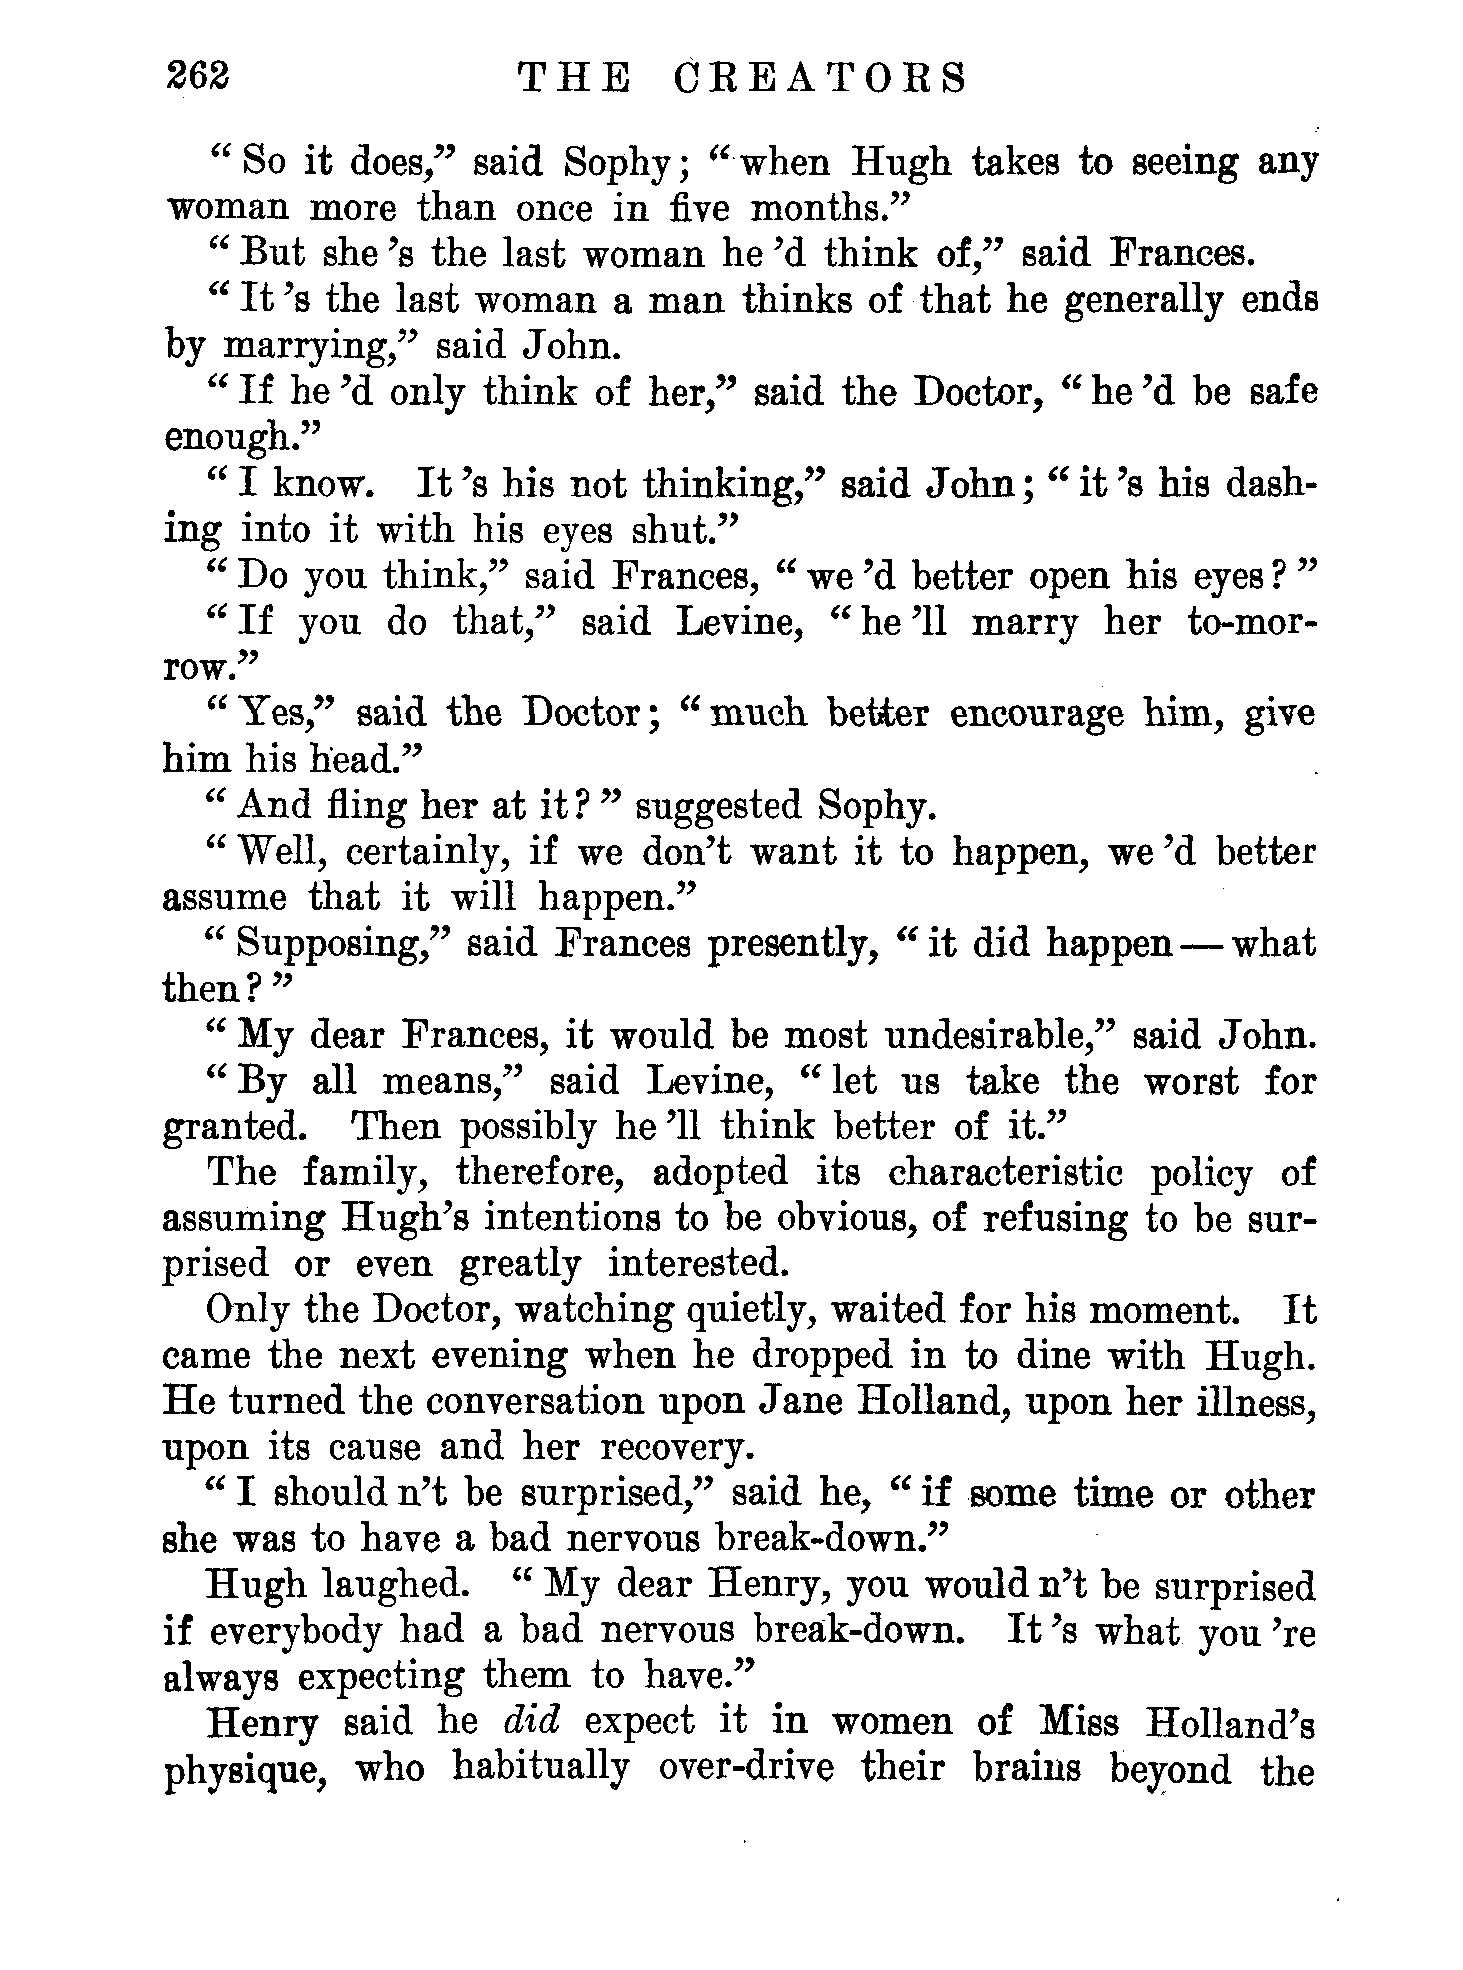 262 THE CREATORS
“So it does,” said Sophy; “when Hugh takes to seeing any
woman more than once in five months.”
“But she's the last woman he'd think of,” said Frances.
“It's the last woman a man thinks of that he generally ends
by marrying,” said John.
“If he'd only think of her,” said the Doctor, “he'd be safe
enough.”
“I know. It's his not thinking,” said John; “it's his dash-
ing into it with his eyes shut.”
“Do you think,” said Frances, “we'd better open his eyes?”
“If you do that,” said Levine, “he'll marry her to-mor-
row.”
“Yes,” said the Doctor; “much better encourage him, give
him his head.”
“And fling her at it?” suggested Sophy.
“Well, certainly, if we don't want it to happen, we'd better
assume that it will happen.”
“Supposing,” said Frances presently, “it did happen—what
then?”
“My dear Frances, it would be most undesirable,” said John.
“By all means,” said Levine, “let us take the worst for
granted. Then possibly he'll think better of it.”
The family, therefore, adopted its characteristic policy of
assuming Hugh's intentions to be obvious, of refusing to be sur-
prised or even greatly interested.
Only the Doctor, watching quietly, waited for his moment. It
came the next evening when he dropped in to dine with Hugh.
He turned the conversation upon Jane Holland, upon her illness,
upon its cause and her recovery.
“I shouldn't be surprised,” said he, “if some time or other
she was to have a bad nervous break-down.”
Hugh laughed. “My dear Henry, you wouldn't be surprised
if everybody had a bad nervous break-down. It's what you're
always expecting them to have.”
Henry said he did expect it in women of Miss Holland's
physique, who habitually over-drive their brains beyond the